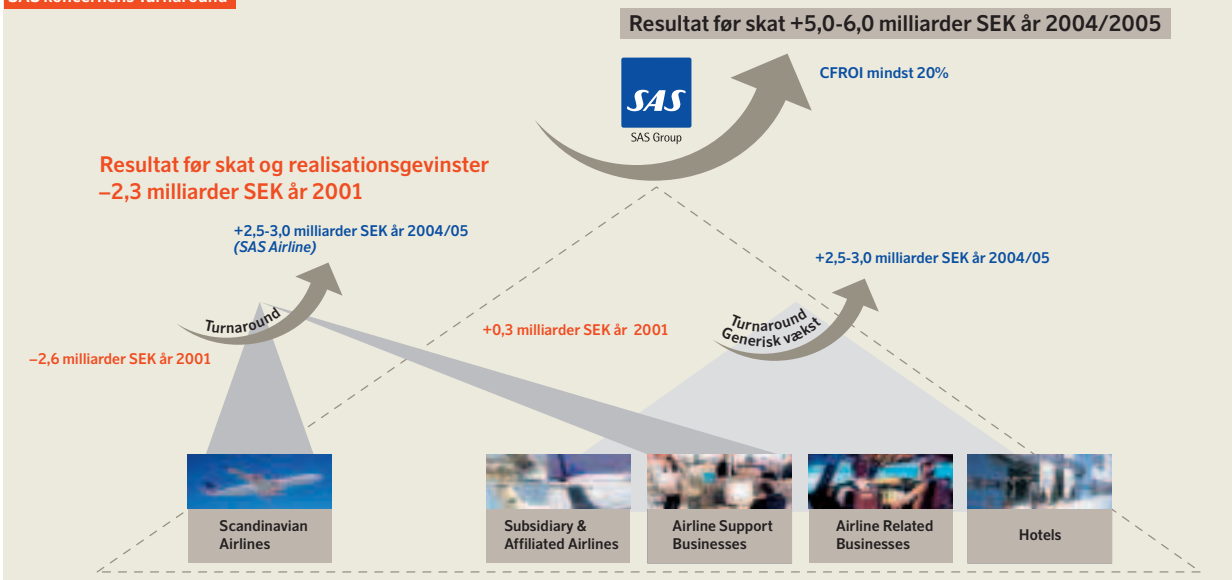 SAS koncernens Turnaround
Resultat før skat +5,0-6,0 milliarder SEK år 2004/2005
CFROI mindst 20%
SAS
SAS Group
Resultat før skat og realisationsgevinster
–2,3 milliarder SEK år 2001
+2,5-3,0 milliarder SEK år 2004/05
(SAS Airline)
+2,5-3,0 milliarder SEK år 2004/05
Turnaround
+0,3 milliarder SEK år 2001
Turnaround
Generisk vækst
–2,6 milliarder SEK år 2001
Scandinavian
Airlines
Subsidiary &
Affiliated Airlines
Airline Support
Businesses
Airline Related
Businesses
Hotels